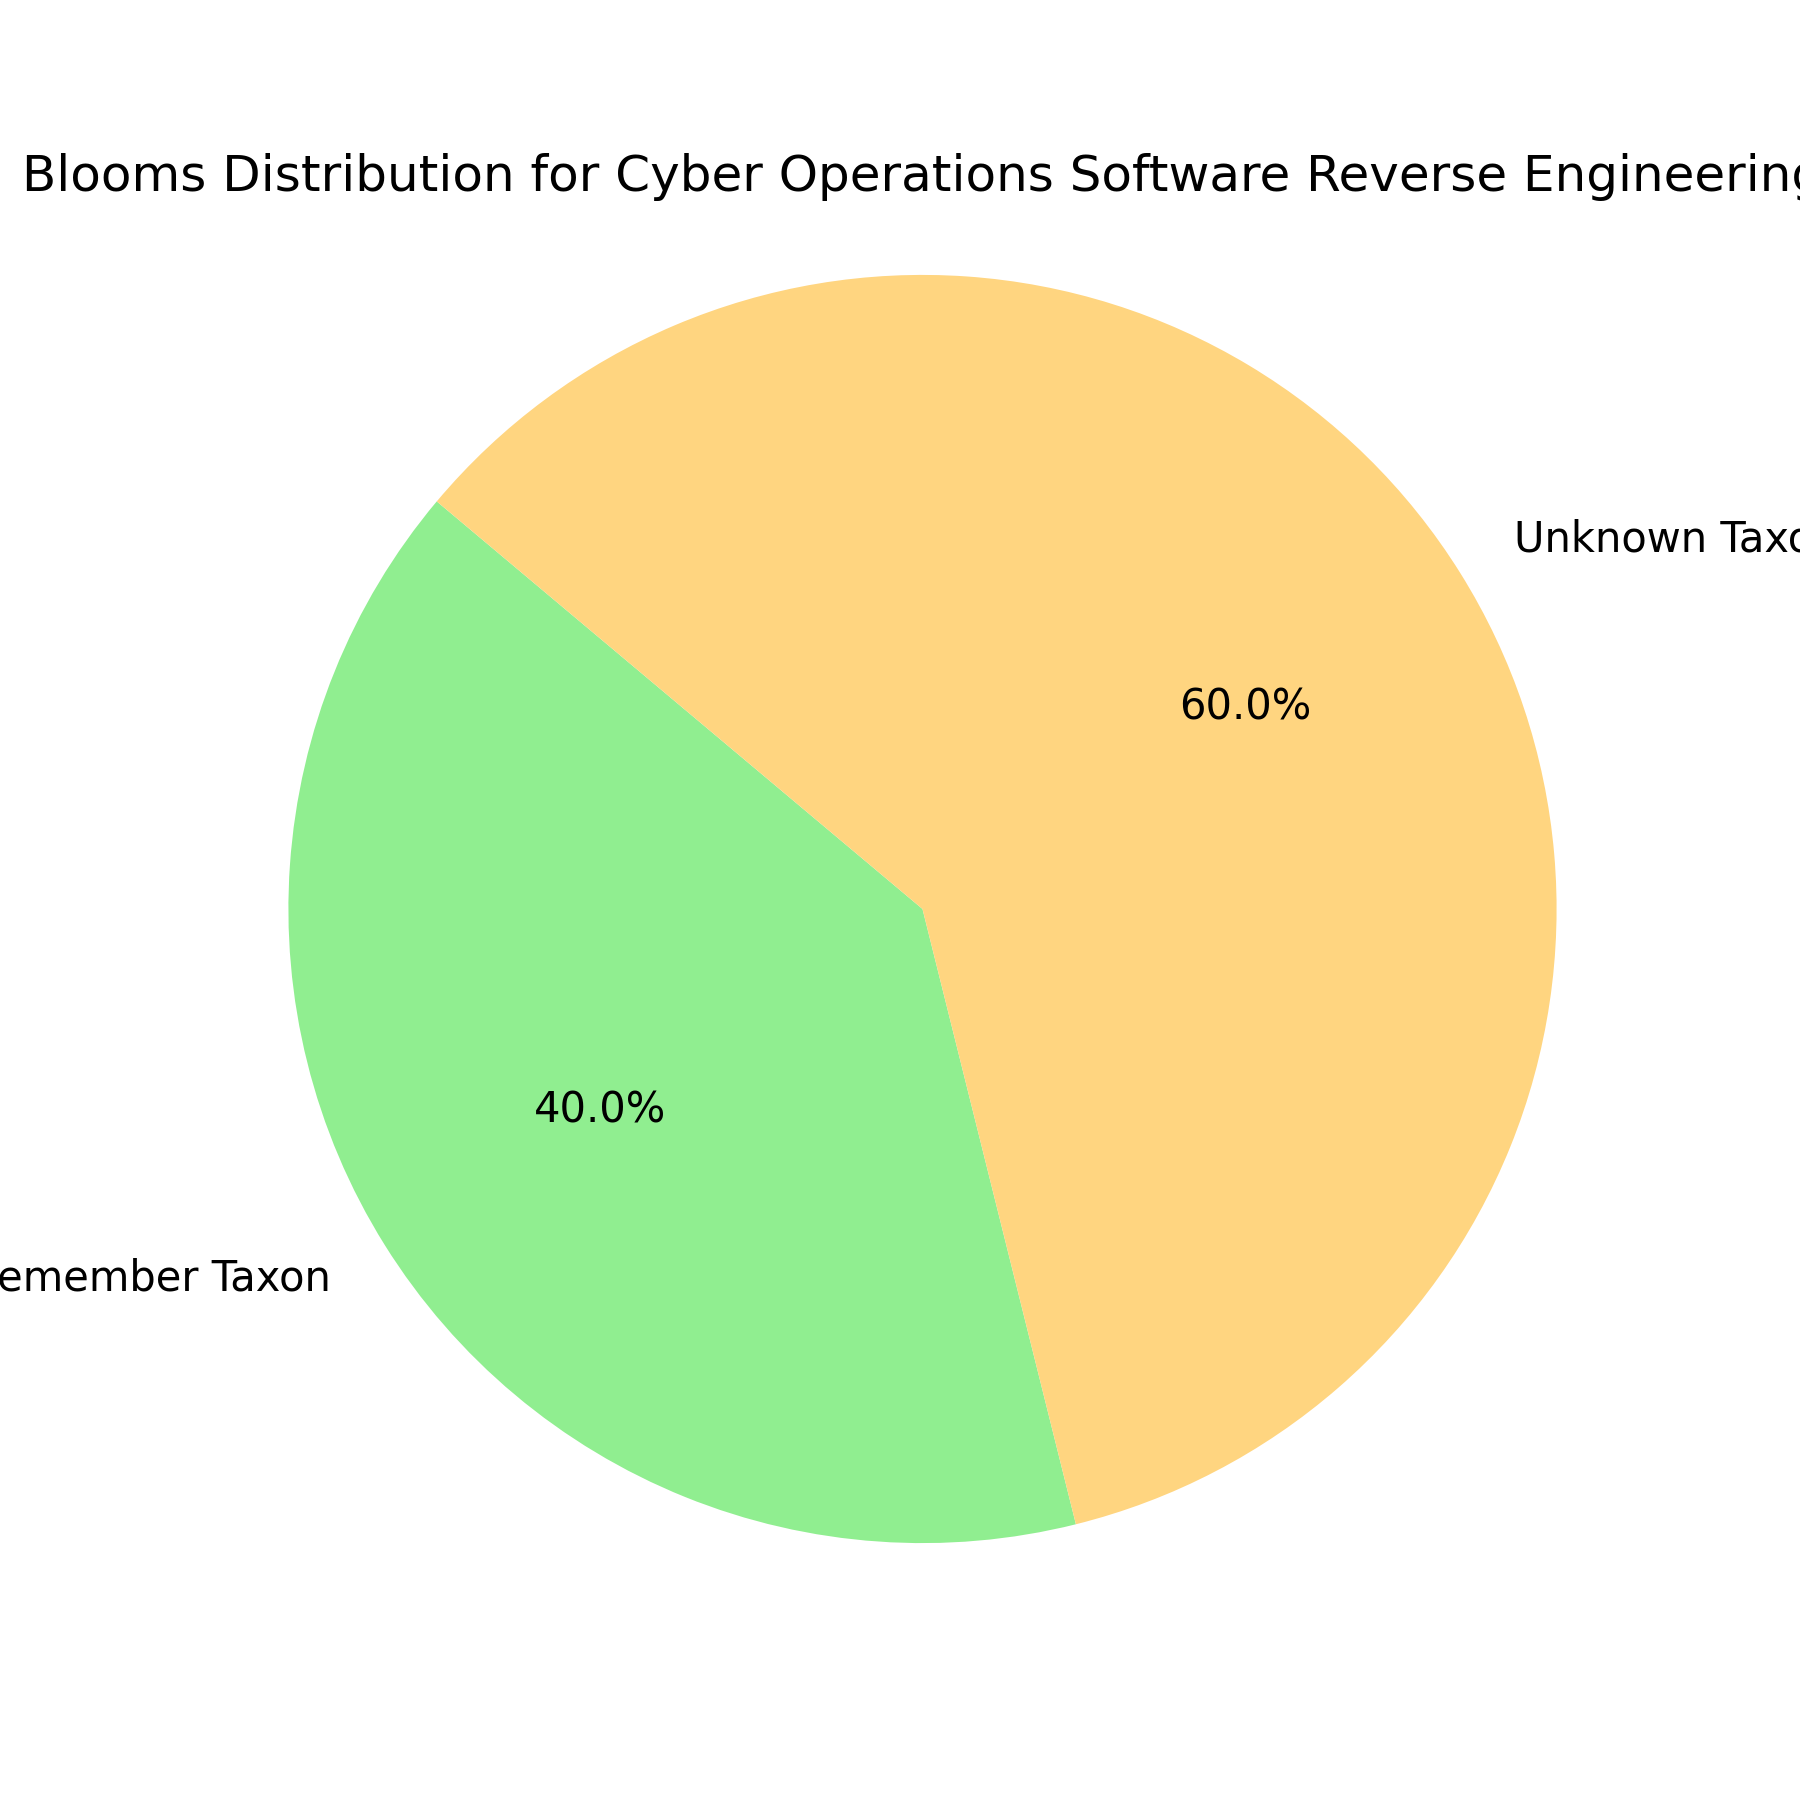 Blooms Distribution for Cyber Operations Software Reverse Engineering
Unknown Taxo
60.0%
40.0%
emember Taxon